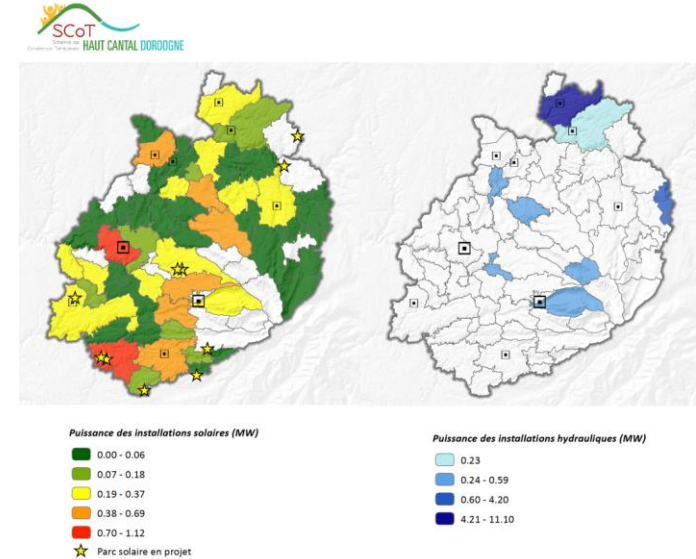 SCoT
Schéma de
Cohérence Territoriale HAUT CANTAL DORDOGNE
Puissance des installations solaires (MW)
0.00 - 0.06
0.07 - 0.18
0.19 - 0.37
0.38 - 0.69
0.70 - 1.12
Parc solaire en projet
Puissance des installations hydrauliques (MW)
0.23
0.24 - 0.59
0.60 - 4.20
4.21 - 11.10